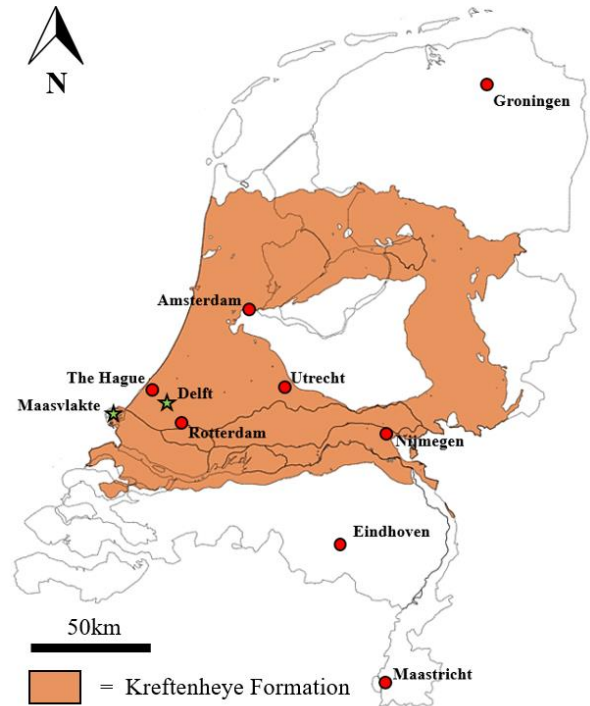 N
Groningen
Amsterdam
The Hague
Delft
Utrecht
Maasvlakte
Rotterdam
Nijmegen
Eindhoven
50km
Maastricht
= Kreftenheye Formation